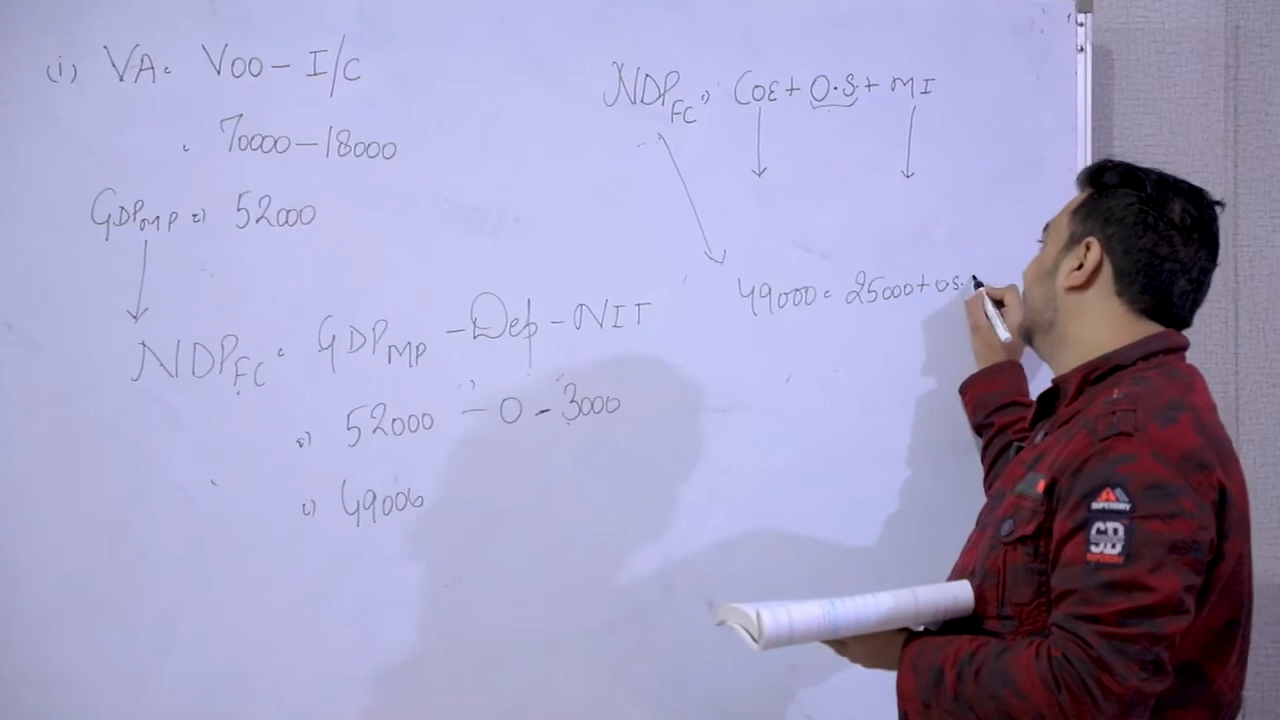 (i) VA = VOO - I/C
= 70000 - 18000
GDPMP = 52000
NDPFC = GDPMP - Dep - NIT
= 52000 - 0 - 3000
= 49000
NDPFC = COE + O.S. + MI
49000 = 25000 + O.S.
SUPERDRY
SUPERDRY